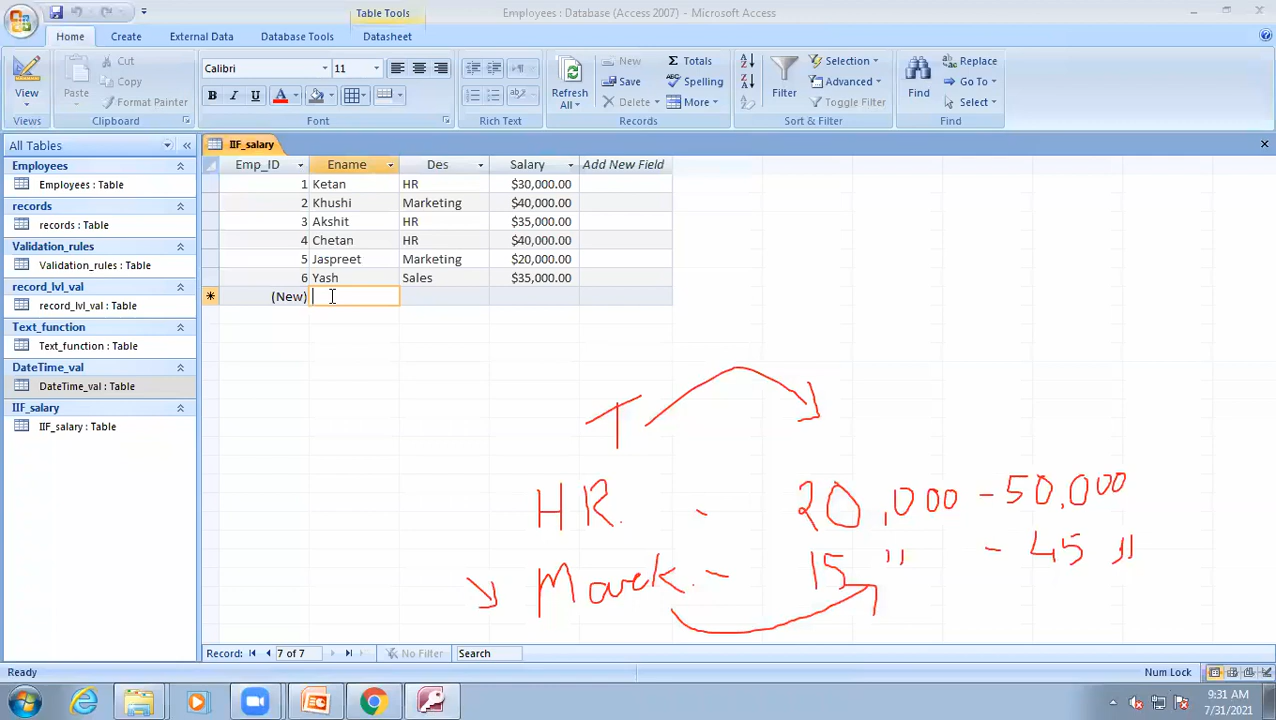 Table Tools
Employees : Database (Access 2007) - Microsoft Access
Home
Create
External Data
Database Tools
Datasheet
View
Views
Paste
Cut
Copy
Format Painter
Clipboard
Calibri
11
B I U A
Font
Rich Text
Refresh All
New
Save
Delete
Totals
Spelling
More
Records
Filter
Selection
Advanced
Toggle Filter
Sort & Filter
Find
Replace
Go To
Select
Find
All Tables
Employees
Employees : Table
records
records : Table
Validation_rules
Validation_rules : Table
record_lvl_val
record_lvl_val : Table
Text_function
Text_function : Table
DateTime_val
DateTime_val : Table
IIF_salary
IIF_salary : Table
IIF_salary
Emp_ID Ename Des Salary Add New Field
1 Ketan HR $30,000.00
2 Khushi Marketing $40,000.00
3 Akshit HR $35,000.00
4 Chetan HR $40,000.00
5 Jaspreet Marketing $20,000.00
6 Yash Sales $35,000.00
(New)
T
HR. - 20,000 - 50,000
Mark. - 15 " - 45 "
Record: 7 of 7 No Filter Search
Ready
Num Lock
9:31 AM
7/31/2021